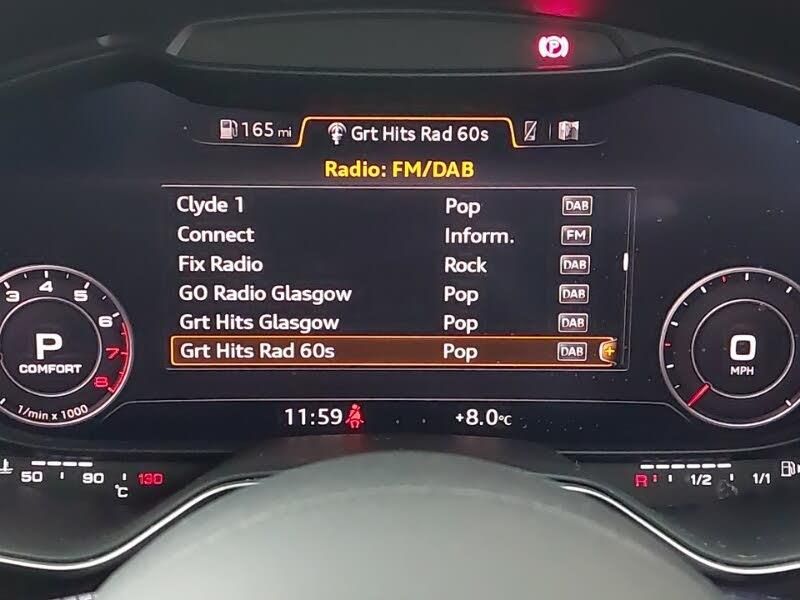 P
165 mi Grt Hits Rad 60s
Radio: FM/DAB
Clyde 1 Pop DAB
Connect Inform. FM
Fix Radio Rock DAB
GO Radio Glasgow Pop DAB
Grt Hits Glasgow Pop DAB
Grt Hits Rad 60s Pop DAB +
3 4 5 6 7 8
P
COMFORT
1/min x 1000
0
MPH
11:59 +8.0°C
50 90 °C 130
R 1/2 1/1